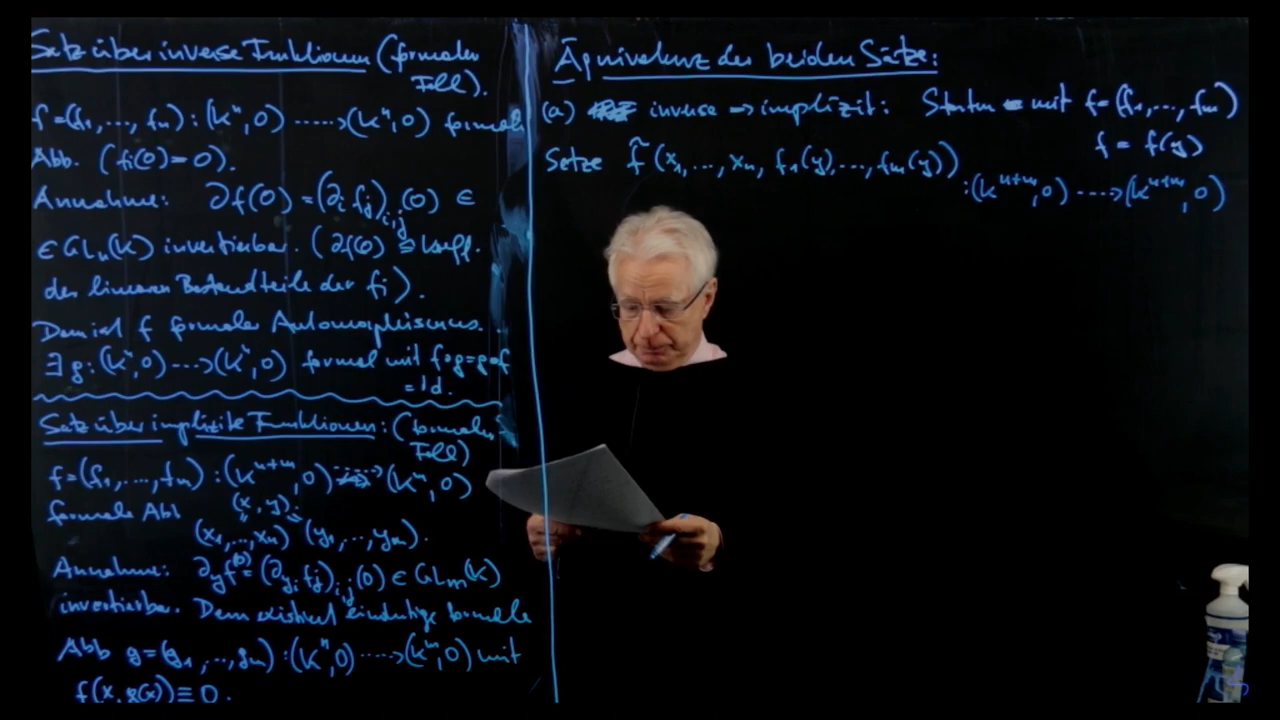 Satz über inverse Funktionen (formaler
Fall).
f=(f₁,...,fₙ) : (Kⁿ,0) ----> (Kⁿ,0) formale
Abb. (fᵢ(0)=0).
Annahme: ∂f(0) = (∂ᵢ fⱼ)ᵢ,ⱼ(0) ∈
∈ GLₙ(K) invertierbar. (∂f(0) ≙ Koeff.
der linearen Bestandteile der fᵢ).
Dann ist f formaler Automorphismus.
∃ g : (Kⁿ,0) ---> (Kⁿ,0) formal mit f∘g=g∘f
= Id.
Satz über implizite Funktionen: (formaler
Fall)
f=(f₁,...,fₘ) : (Kⁿ⁺ᵐ,0) ----> (Kᵐ,0)
formale Abb (x, y):
(x₁,...,xₙ) (y₁,...,yₘ).
Annahme: ∂_y f(0) = (∂_{yᵢ} fⱼ)ᵢ,ⱼ(0) ∈ GLₘ(K)
invertierbar. Dann existiert eindeutige formale
Abb g=(g₁,...,gₘ) : (Kⁿ,0) ----> (Kᵐ,0) mit
f(x,g(x)) ≡ 0.
Äquivalenz der beiden Sätze:
(a) inverse → implizit: Starten mit f=(f₁,...,fₘ)
f = f(y)
Setze f̃ (x₁,...,xₙ, f₁(y),...,fₘ(y))
: (Kⁿ⁺ᵐ,0) ----> (Kⁿ⁺ᵐ,0)